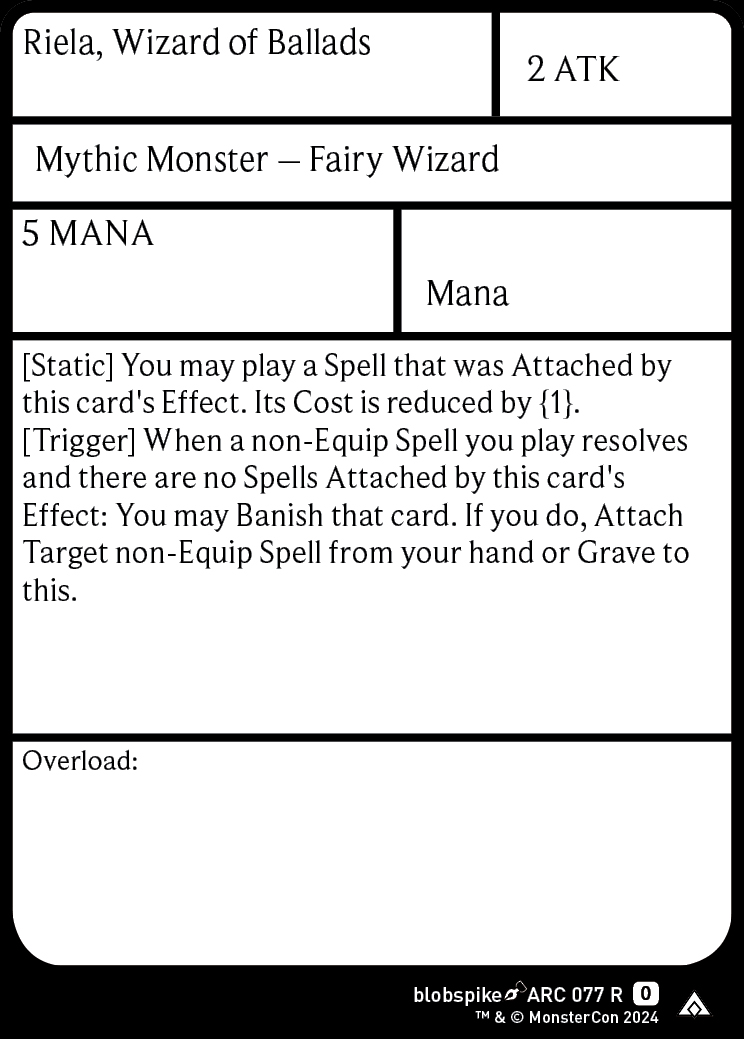 Riela, Wizard of Ballads
2 ATK
Mythic Monster – Fairy Wizard
5 MANA
Mana
[Static] You may play a Spell that was Attached by
this card's Effect. Its Cost is reduced by {1}.
[Trigger] When a non-Equip Spell you play resolves
and there are no Spells Attached by this card's
Effect: You may Banish that card. If you do, Attach
Target non-Equip Spell from your hand or Grave to
this.
Overload:
blobspike ARC 077 R 0
™ & © MonsterCon 2024